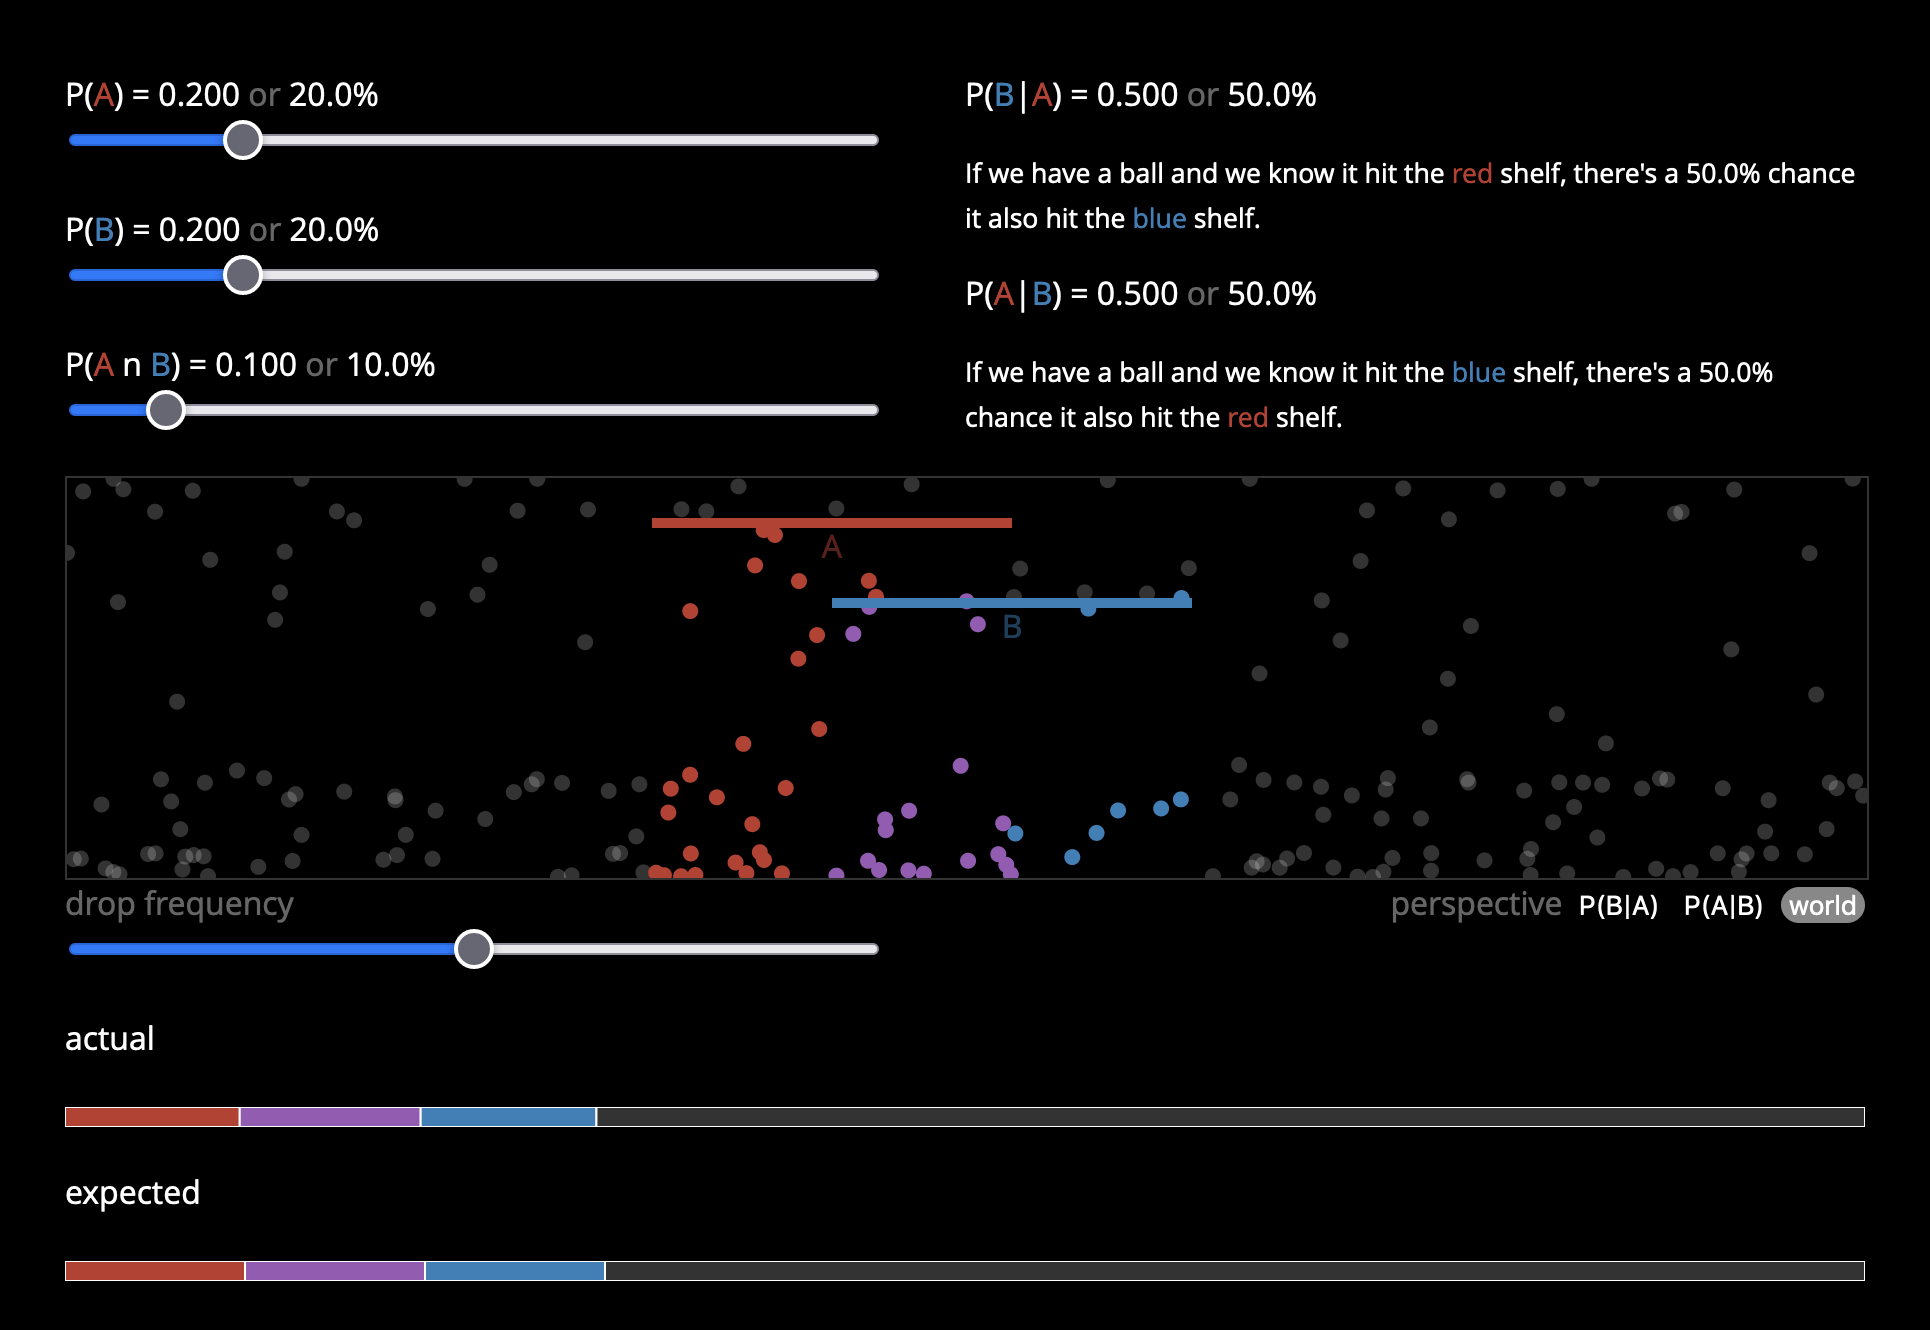 P(A) = 0.200 or 20.0%
P(B) = 0.200 or 20.0%
P(A n B) = 0.100 or 10.0%
P(B|A) = 0.500 or 50.0%
If we have a ball and we know it hit the red shelf, there's a 50.0% chance
it also hit the blue shelf.
P(A|B) = 0.500 or 50.0%
If we have a ball and we know it hit the blue shelf, there's a 50.0%
chance it also hit the red shelf.
A
B
drop frequency
perspective P(B|A) P(A|B) world
actual
expected